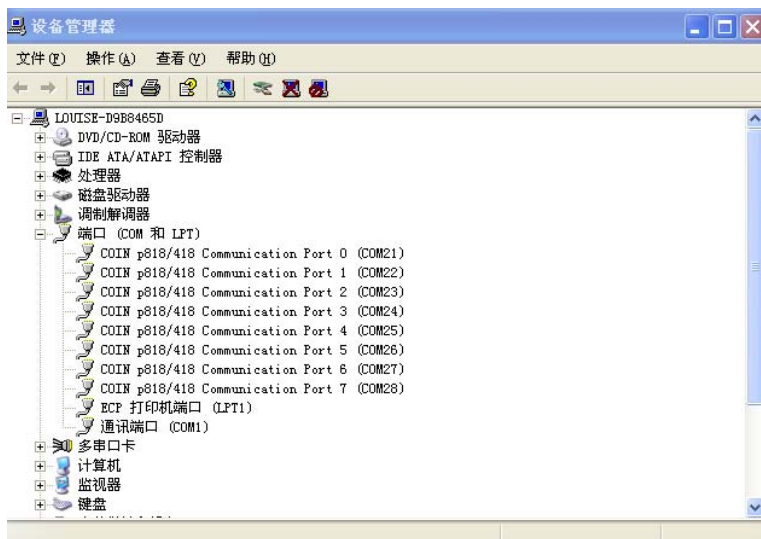 设备管理器
文件(F) 操作(A) 查看(V) 帮助(H)
LOUISE-D9B8465D
DVD/CD-ROM 驱动器
IDE ATA/ATAPI 控制器
处理器
磁盘驱动器
调制解调器
端口 (COM 和 LPT)
COIN p818/418 Communication Port 0 (COM21)
COIN p818/418 Communication Port 1 (COM22)
COIN p818/418 Communication Port 2 (COM23)
COIN p818/418 Communication Port 3 (COM24)
COIN p818/418 Communication Port 4 (COM25)
COIN p818/418 Communication Port 5 (COM26)
COIN p818/418 Communication Port 6 (COM27)
COIN p818/418 Communication Port 7 (COM28)
ECP 打印机端口 (LPT1)
通讯端口 (COM1)
多串口卡
计算机
监视器
键盘